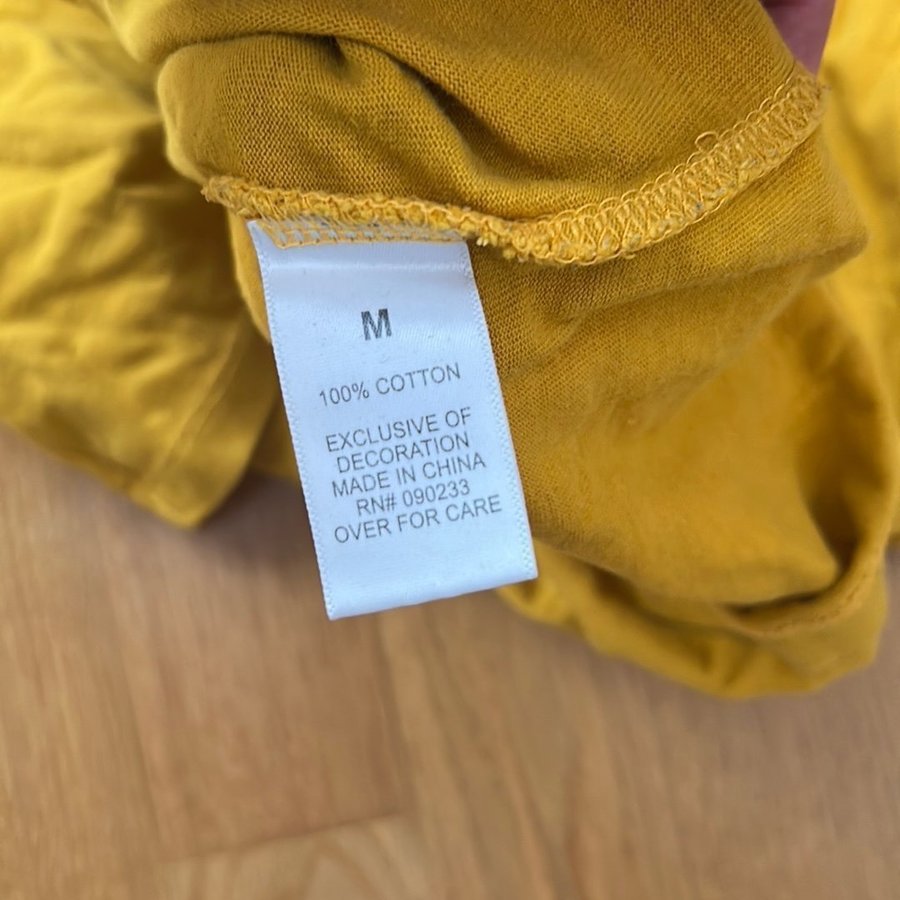 M
100% COTTON
EXCLUSIVE OF
DECORATION
MADE IN CHINA
RN# 090233
OVER FOR CARE